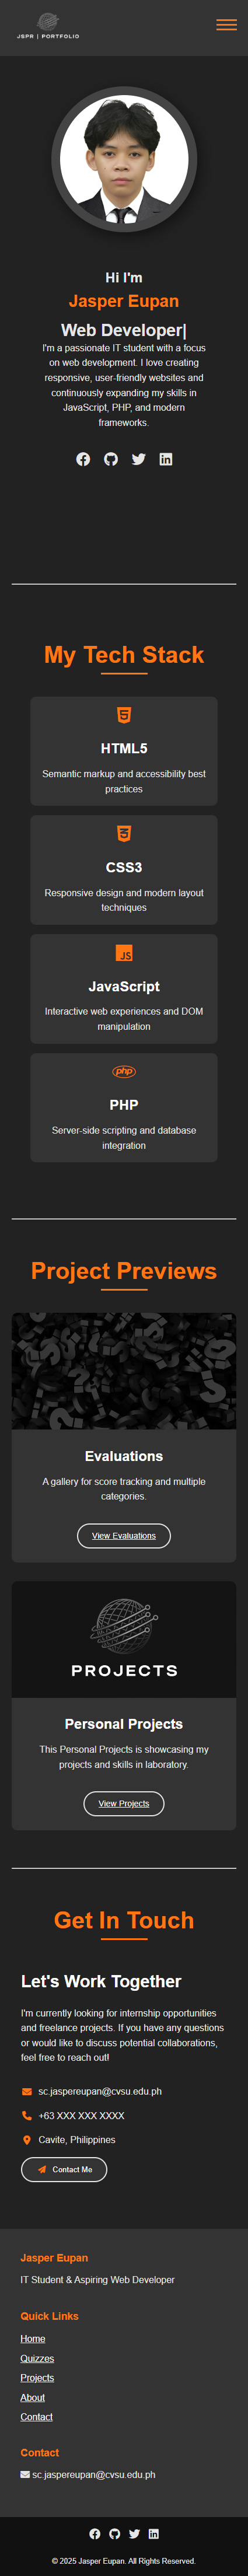 JSPR | PORTFOLIO
Hi I'm
Jasper Eupan
Web Developer|
I'm a passionate IT student with a focus
on web development. I love creating
responsive, user-friendly websites and
continuously expanding my skills in
JavaScript, PHP, and modern
frameworks.
My Tech Stack
HTML5
Semantic markup and accessibility best
practices
CSS3
Responsive design and modern layout
techniques
JS
JavaScript
Interactive web experiences and DOM
manipulation
php
PHP
Server-side scripting and database
integration
Project Previews
Evaluations
A gallery for score tracking and multiple
categories.
View Evaluations
PROJECTS
Personal Projects
This Personal Projects is showcasing my
projects and skills in laboratory.
View Projects
Get In Touch
Let's Work Together
I'm currently looking for internship opportunities
and freelance projects. If you have any questions
or would like to discuss potential collaborations,
feel free to reach out!
sc.jaspereupan@cvsu.edu.ph
+63 XXX XXX XXXX
Cavite, Philippines
Contact Me
Jasper Eupan
IT Student & Aspiring Web Developer
Quick Links
Home
Quizzes
Projects
About
Contact
Contact
sc.jaspereupan@cvsu.edu.ph
© 2025 Jasper Eupan. All Rights Reserved.